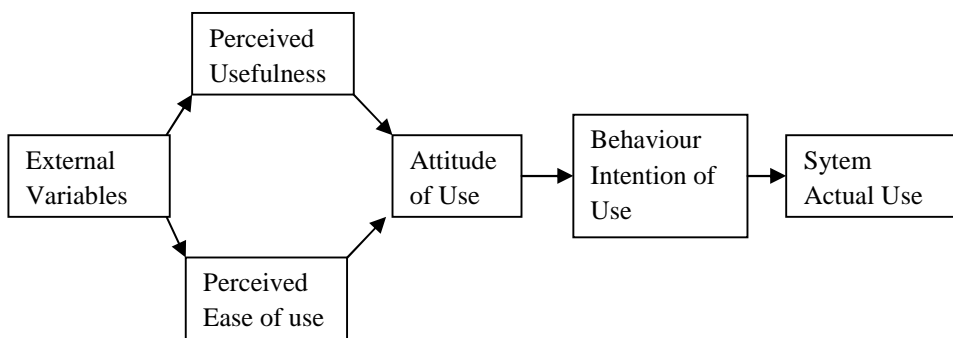 Perceived
Usefulness
External
Variables
Attitude
of Use
Behaviour
Intention of
Use
Sytem
Actual Use
Perceived
Ease of use